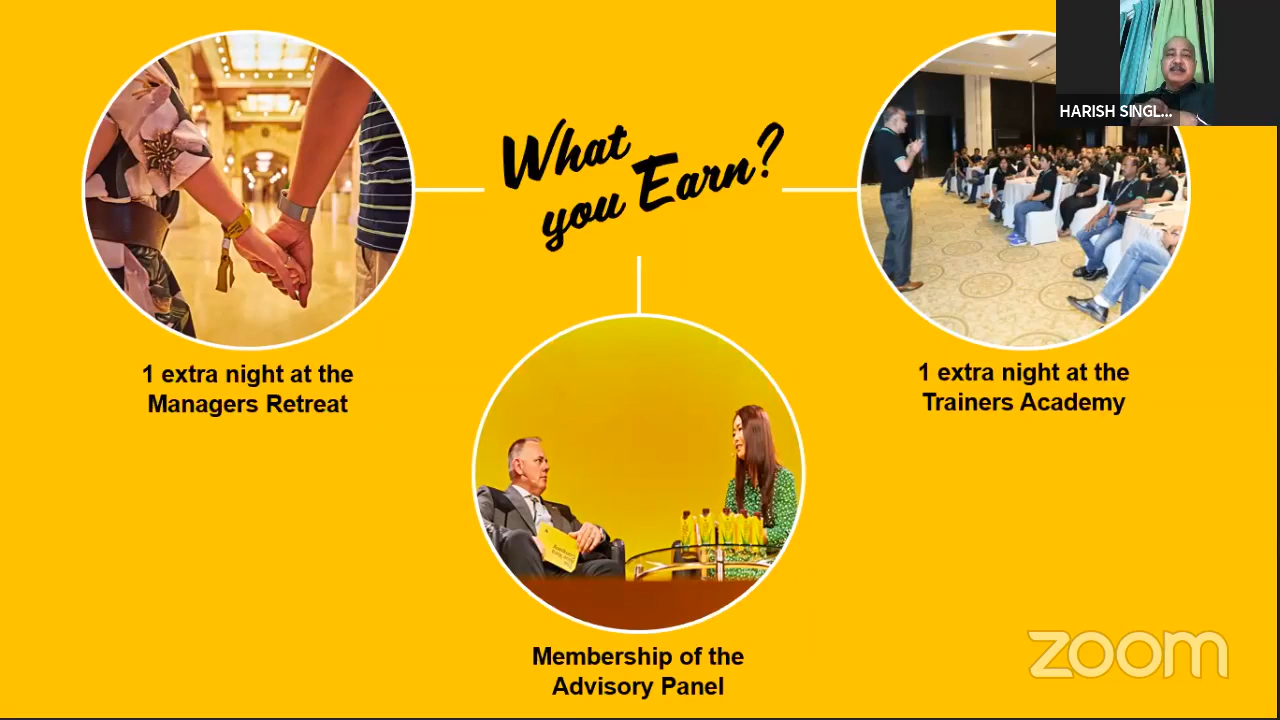 HARISH SINGL...
What
you Earn?
1 extra night at the
Managers Retreat
1 extra night at the
Trainers Academy
Membership of the
Advisory Panel
zoom